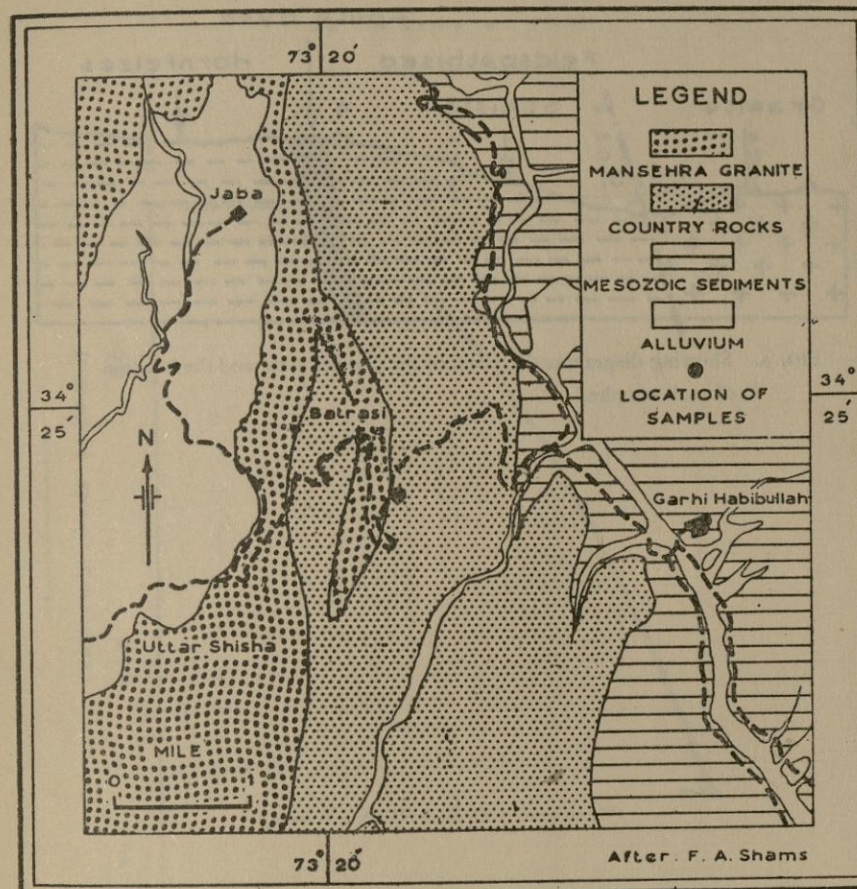 73° 20'
LEGEND
MANSEHRA GRANITE
COUNTRY ROCKS
MESOZOIC SEDIMENTS
ALLUVIUM
LOCATION OF
SAMPLES
Jaba
34°
25'
34°
25'
Batrasi
N
Garhi Habibullah
Uttar Shisha
MILE
0 1
73° 20'
After. F. A. Shams